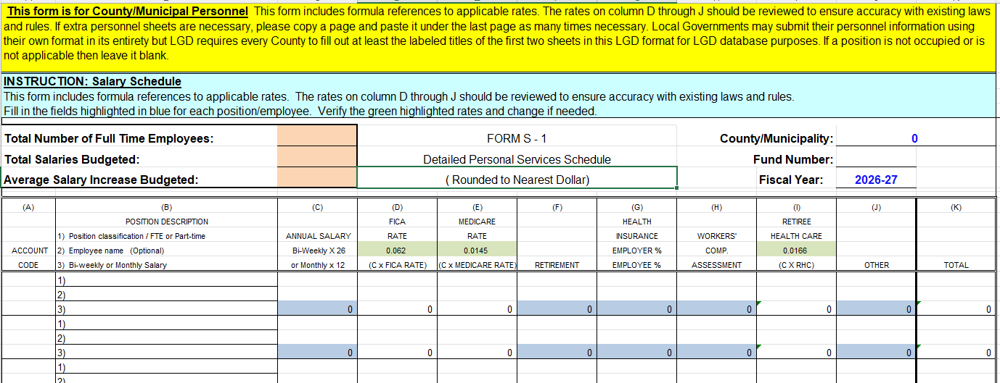 This form is for County/Municipal Personnel  This form includes formula references to applicable rates. The rates on column D through J should be reviewed to ensure accuracy with existing laws
and rules. If extra personnel sheets are necessary, please copy a page and paste it under the last page as many times necessary. Local Governments may submit their personnel information using
their own format in its entirety but LGD requires every County to fill out at least the labeled titles of the first two sheets in this LGD format for LGD database purposes. If a position is not occupied or is
not applicable then leave it blank.
INSTRUCTION: Salary Schedule
This form includes formula references to applicable rates.  The rates on column D through J should be reviewed to ensure accuracy with existing laws and rules.
Fill in the fields highlighted in blue for each position/employee.  Verify the green highlighted rates and change if needed.
Total Number of Full Time Employees: FORM S - 1 County/Municipality: 0
Total Salaries Budgeted: Detailed Personal Services Schedule Fund Number:
Average Salary Increase Budgeted: ( Rounded to Nearest Dollar) Fiscal Year: 2026-27
(A) (B) (C) (D) (E) (F) (G) (H) (I) (J) (K)
POSITION DESCRIPTION FICA MEDICARE HEALTH RETIREE
1) Position classification / FTE or Part-time ANNUAL SALARY RATE RATE INSURANCE WORKERS' HEALTH CARE
ACCOUNT 2) Employee name (Optional) Bi-Weekly X 26 0.062 0.0145 EMPLOYER % COMP. 0.0166
CODE 3) Bi-weekly or Monthly Salary or Monthly x 12 (C x FICA RATE) (C x MEDICARE RATE) RETIREMENT EMPLOYEE % ASSESSMENT (C X RHC) OTHER TOTAL
1)
2)
3) 0 0 0 0 0 0 0 0 0
1)
2)
3) 0 0 0 0 0 0 0 0 0
1)
2)